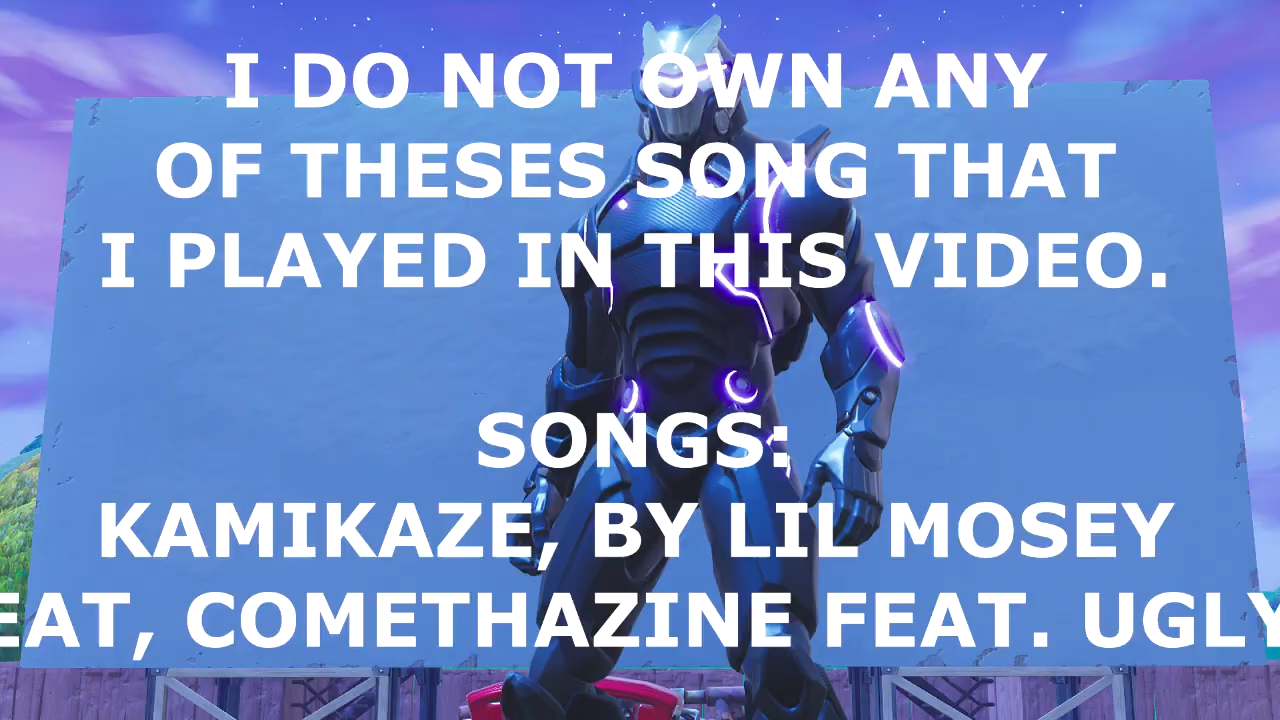 I DO NOT OWN ANY
OF THESES SONG THAT
I PLAYED IN THIS VIDEO.
SONGS:
KAMIKAZE, BY LIL MOSEY
EAT, COMETHAZINE FEAT. UGLY